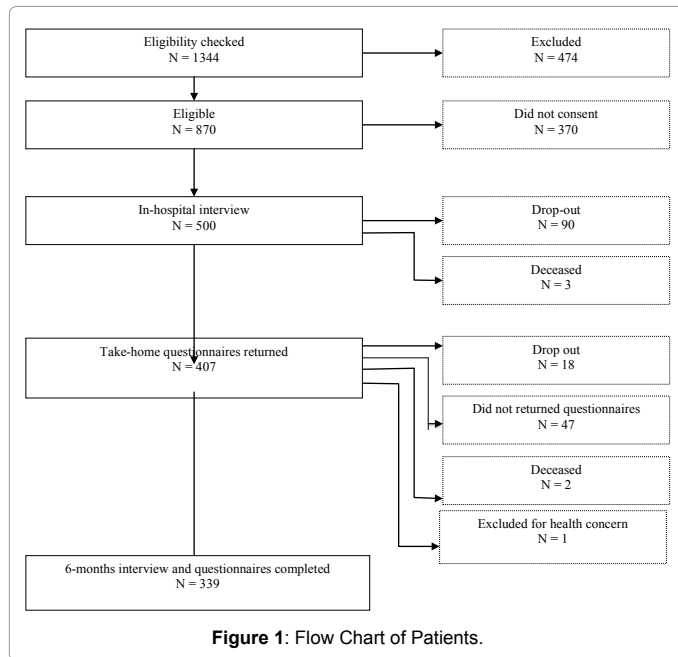 Eligibility checked
N = 1344
Excluded
N = 474
Eligible
N = 870
Did not consent
N = 370
In-hospital interview
N = 500
Drop-out
N = 90
Deceased
N = 3
Take-home questionnaires returned
N = 407
Drop out
N = 18
Did not returned questionnaires
N = 47
Deceased
N = 2
Excluded for health concern
N = 1
6-months interview and questionnaires completed
N = 339
Figure 1: Flow Chart of Patients.